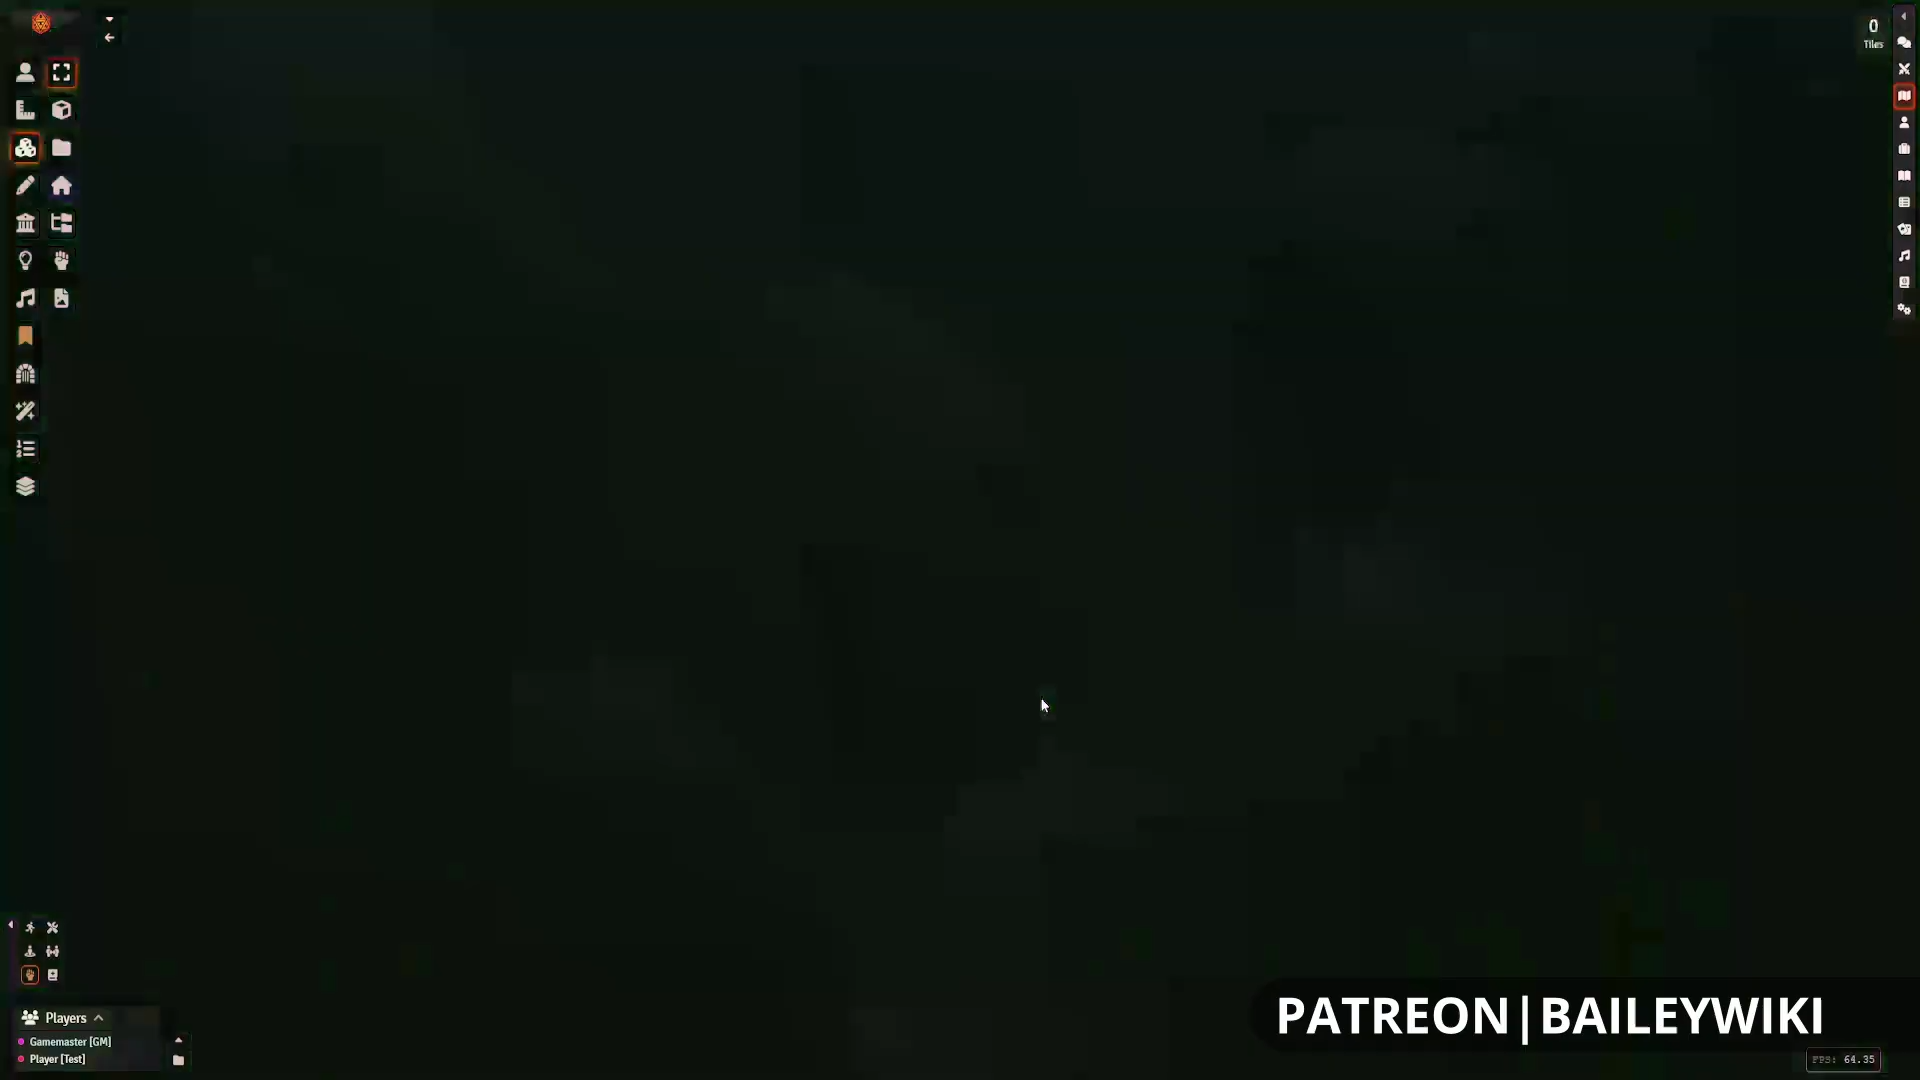 0
Tiles
Players
Gamemaster [GM]
Player [Test]
PATREON|BAILEYWIKI
FPS: 64.35